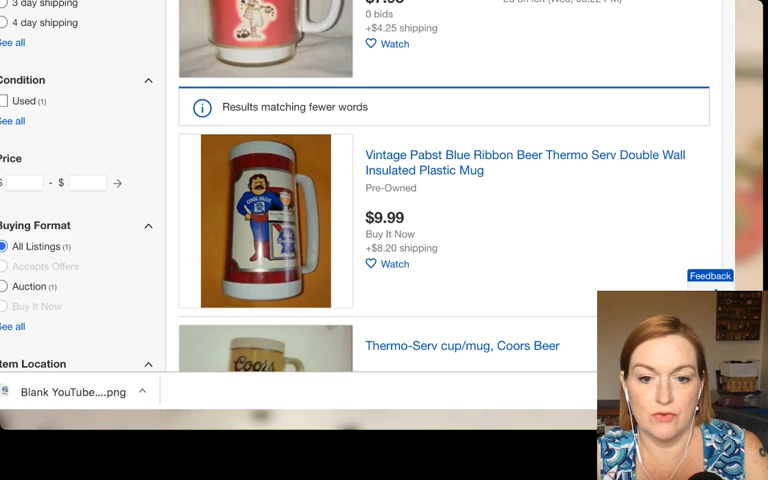 3 day shipping
4 day shipping
See all
Condition
Used (1)
See all
Price
$ - $
Buying Format
All Listings (1)
Accepts Offers
Auction (1)
Buy It Now
See all
Item Location
0 bids
+$4.25 shipping
Watch
Results matching fewer words
Vintage Pabst Blue Ribbon Beer Thermo Serv Double Wall
Insulated Plastic Mug
Pre-Owned
$9.99
Buy It Now
+$8.20 shipping
Watch
COOL BLUE
Feedback
Thermo-Serv cup/mug, Coors Beer
Coors
Blank YouTube....png